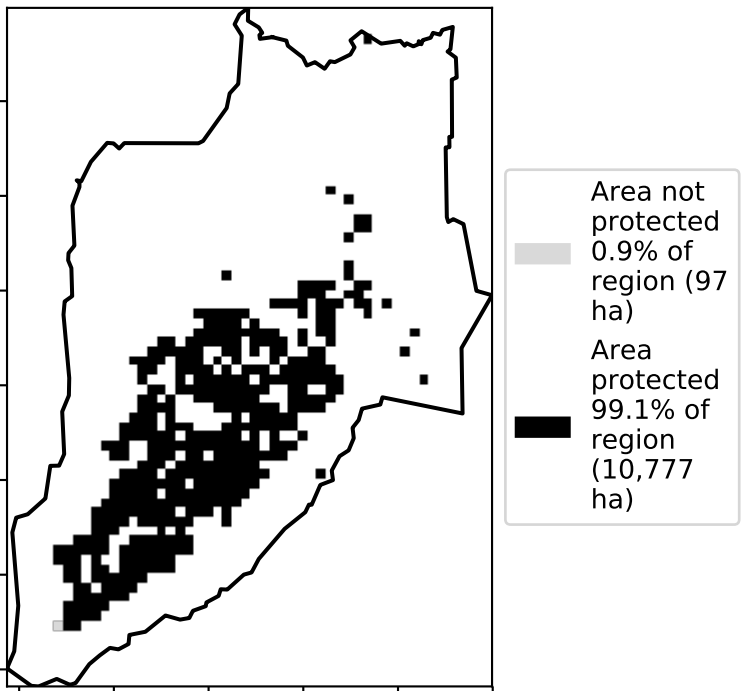 Area not
protected
0.9% of
region (97
ha)
Area
protected
99.1% of
region
(10,777
ha)